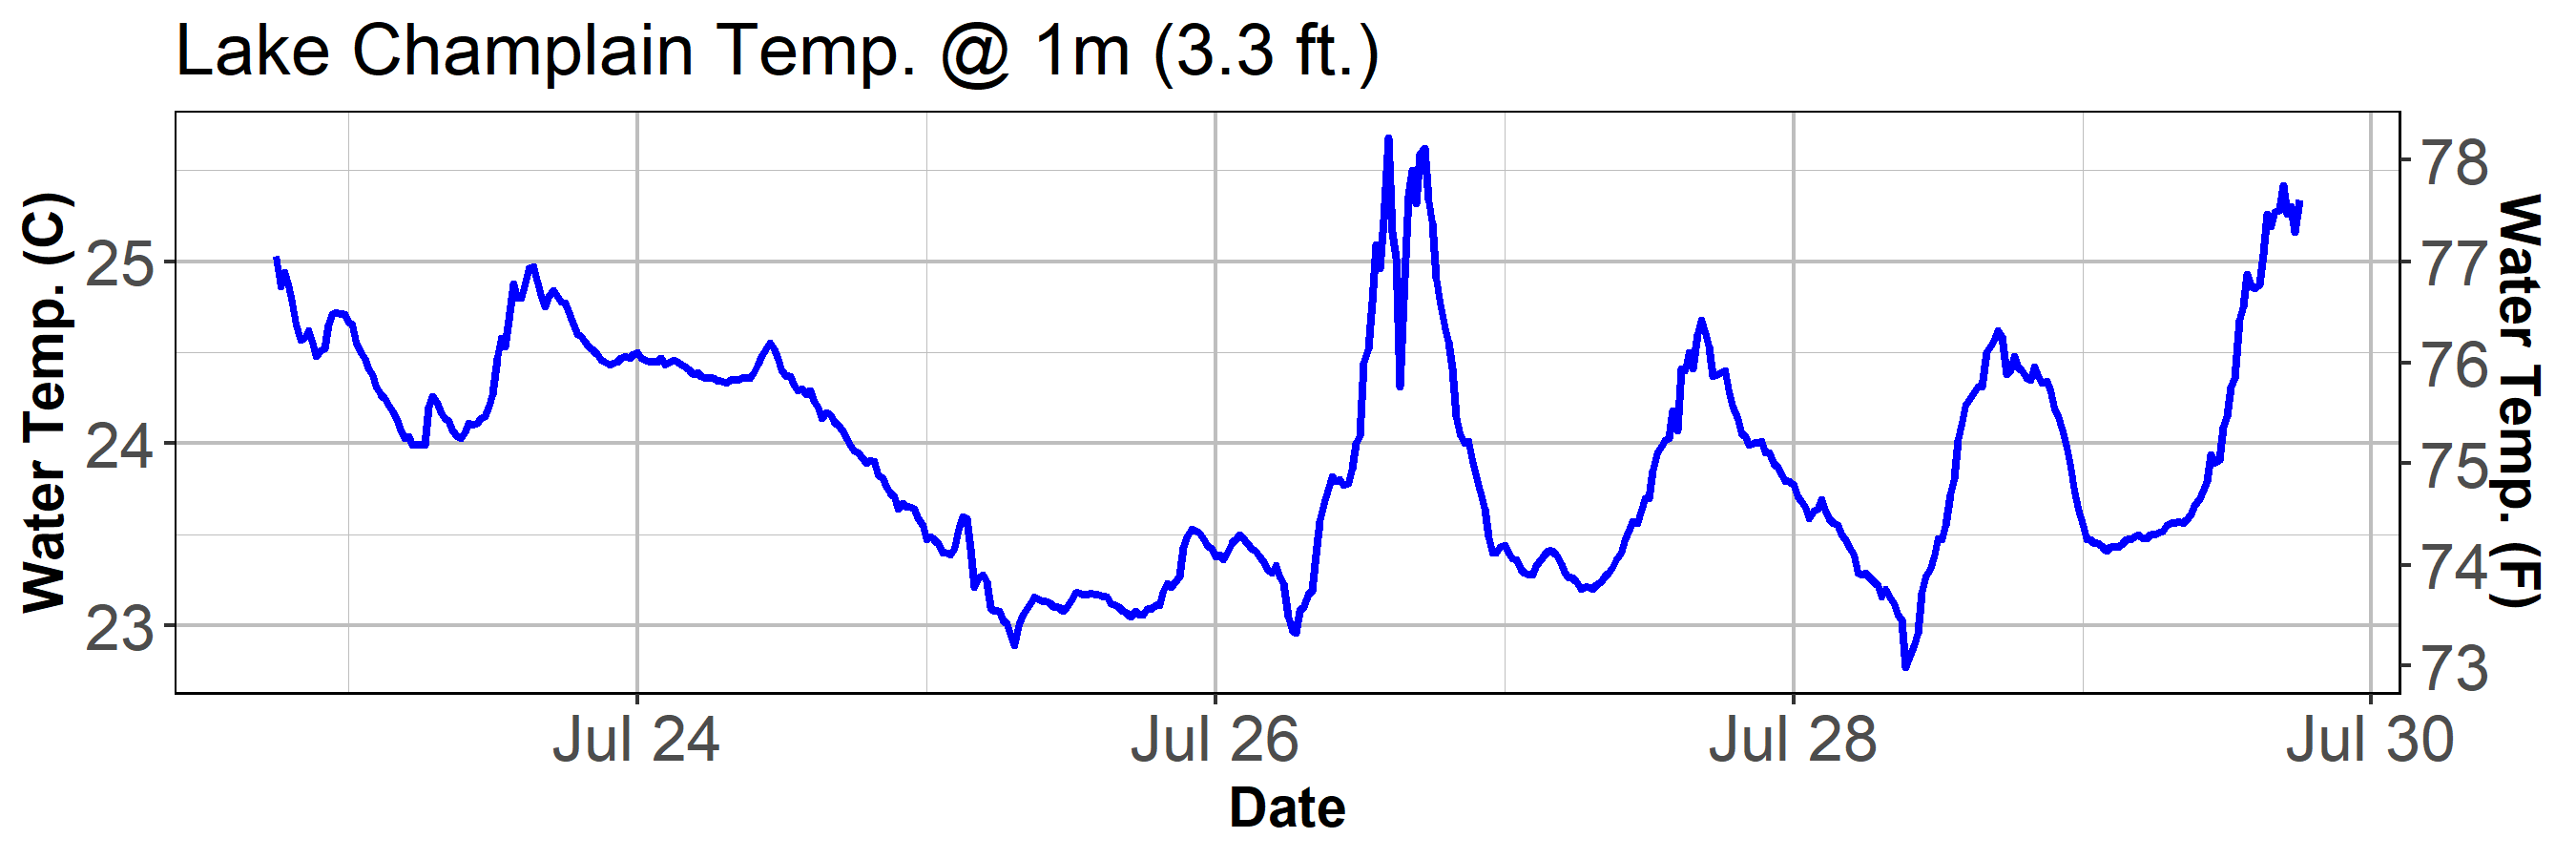 Lake Champlain Temp. @ 1m (3.3 ft.)
Water Temp. (C)
25
24
23
78
77
76
75
74
73
Water Temp. (F)
Jul 24
Jul 26
Jul 28
Jul 30
Date